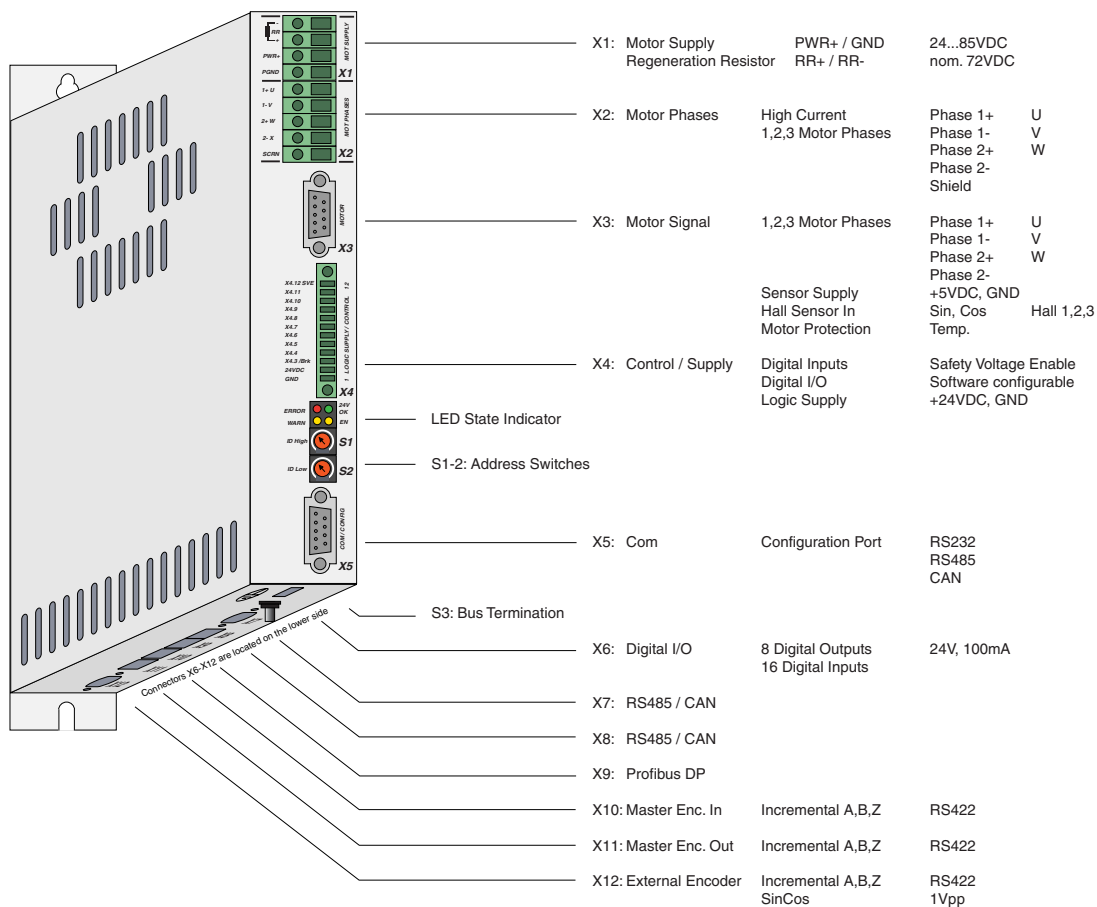 RR
-
+
PWR+
PGND
MOT SUPPLY
X1
1+ U
1- V
2+ W
2- X
SCRN
MOT PHASES
X2
MOTOR
X3
X4.12 SVE
X4.11
X4.10
X4.9
X4.8
X4.7
X4.6
X4.5
X4.4
X4.3 /Brk
24VDC
GND
1 LOGIC SUPPLY / CONTROL 12
X4
ERROR
24V OK
WARN
EN
ID High
S1
ID Low
S2
COM / CONFIG
X5
Connectors X6-X12 are located on the lower side
X1: Motor Supply PWR+ / GND 24...85VDC
Regeneration Resistor RR+ / RR- nom. 72VDC
X2: Motor Phases High Current Phase 1+ U
1,2,3 Motor Phases Phase 1- V
Phase 2+ W
Phase 2-
Shield
X3: Motor Signal 1,2,3 Motor Phases Phase 1+ U
Phase 1- V
Phase 2+ W
Phase 2-
Sensor Supply +5VDC, GND
Hall Sensor In Sin, Cos Hall 1,2,3
Motor Protection Temp.
X4: Control / Supply Digital Inputs Safety Voltage Enable
Digital I/O Software configurable
Logic Supply +24VDC, GND
LED State Indicator
S1-2: Address Switches
X5: Com Configuration Port RS232
RS485
CAN
S3: Bus Termination
X6: Digital I/O 8 Digital Outputs 24V, 100mA
16 Digital Inputs
X7: RS485 / CAN
X8: RS485 / CAN
X9: Profibus DP
X10: Master Enc. In Incremental A,B,Z RS422
X11: Master Enc. Out Incremental A,B,Z RS422
X12: External Encoder Incremental A,B,Z RS422
SinCos 1Vpp